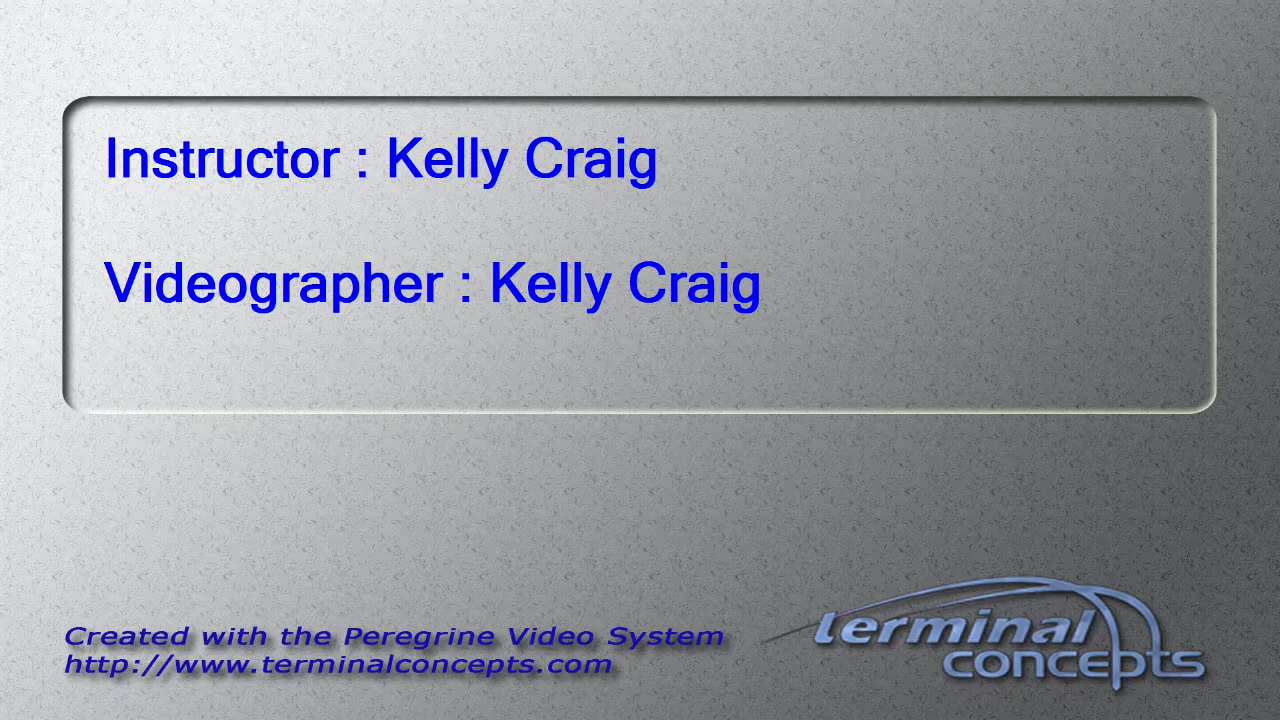 Instructor : Kelly Craig
Videographer : Kelly Craig
Created with the Peregrine Video System
http://www.terminalconcepts.com
terminal
concepts